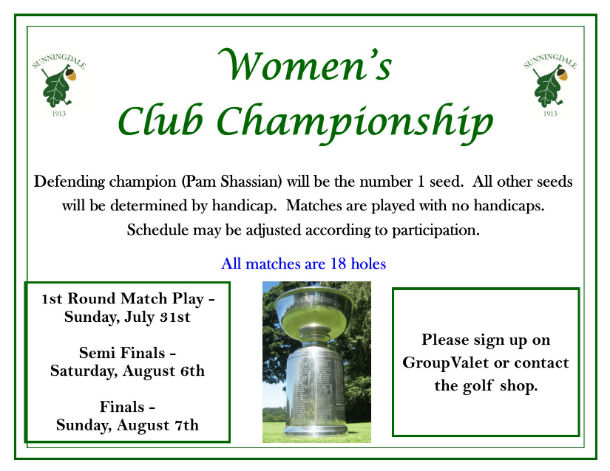 SUNNINGDALE
1913
Women's
Club Championship
SUNNINGDALE
1913
Defending champion (Pam Shassian) will be the number 1 seed.  All other seeds
will be determined by handicap.  Matches are played with no handicaps.
Schedule may be adjusted according to participation.
All matches are 18 holes
1st Round Match Play –
Sunday, July 31st
Semi Finals –
Saturday, August 6th
Finals –
Sunday, August 7th
Please sign up on
GroupValet or contact
the golf shop.